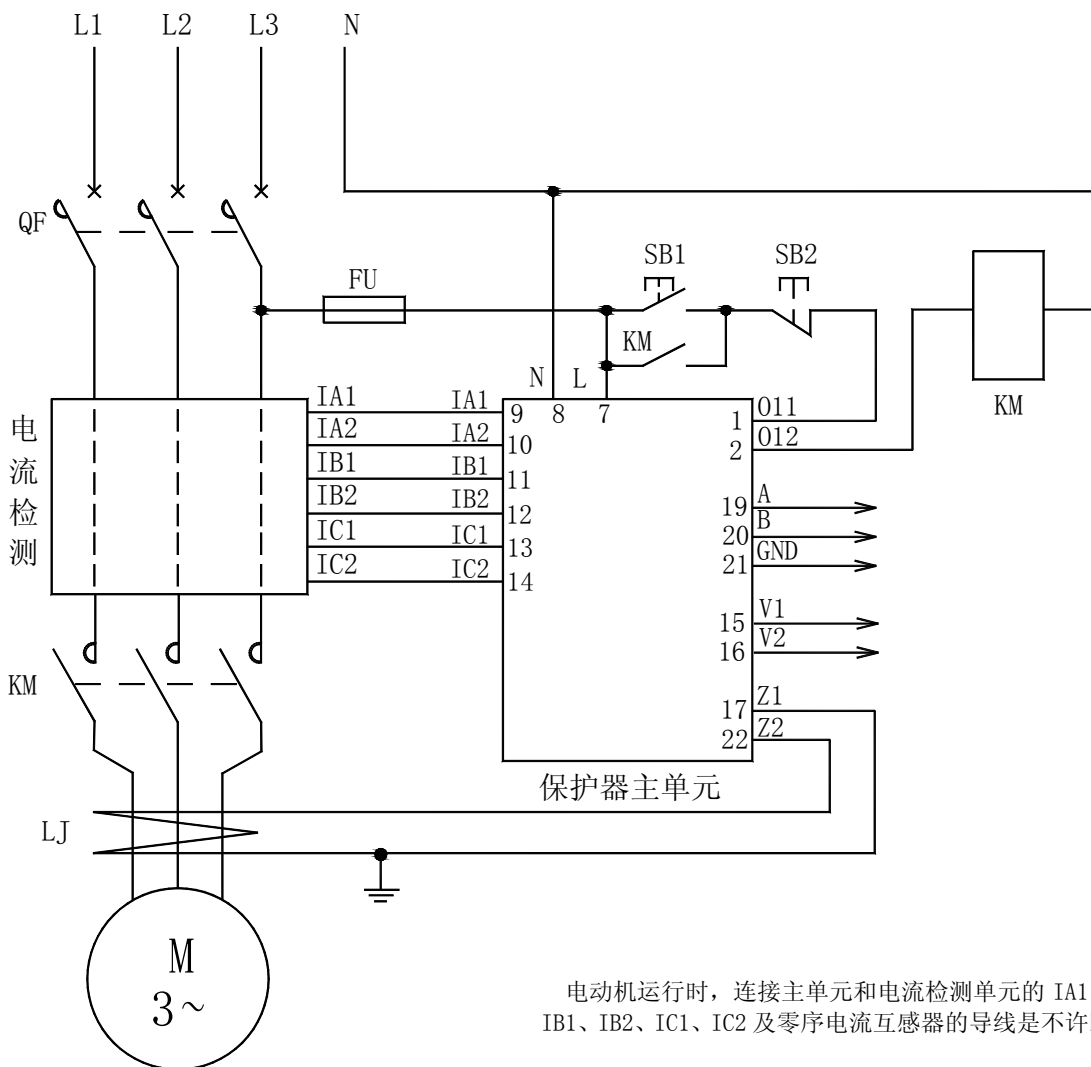 L1
L2
L3
N
QF
FU
SB1
SB2
KM
KM
N
L
电流检测
IA1
IA2
IB1
IB2
IC1
IC2
IA1
IA2
IB1
IB2
IC1
IC2
9
10
11
12
13
14
8
7
1
2
19
20
21
15
16
17
22
O11
O12
A
B
GND
V1
V2
Z1
Z2
保护器主单元
KM
LJ
M
3~
电动机运行时，连接主单元和电流检测单元的 IA1
IB1、IB2、IC1、IC2 及零序电流互感器的导线是不许